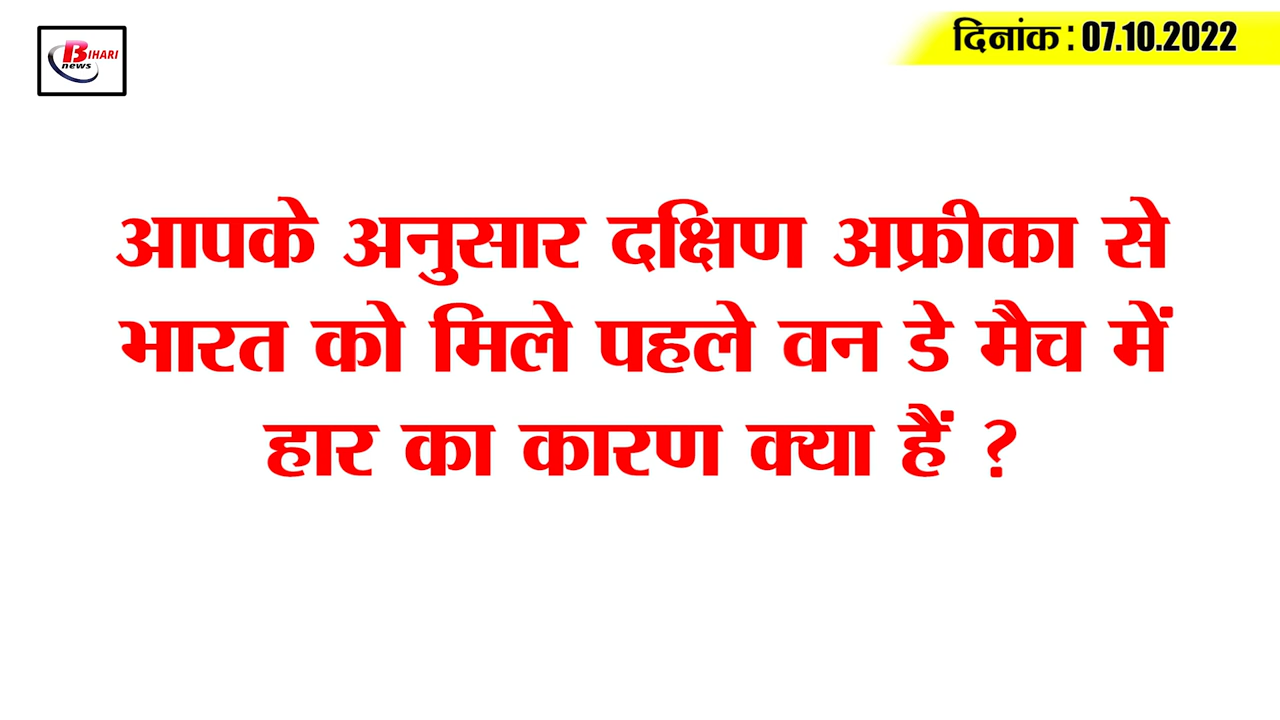 BIHARI
news
दिनांक : 07.10.2022
आपके अनुसार दक्षिण अफ्रीका से
भारत को मिले पहले वन डे मैच में
हार का कारण क्या हैं ?